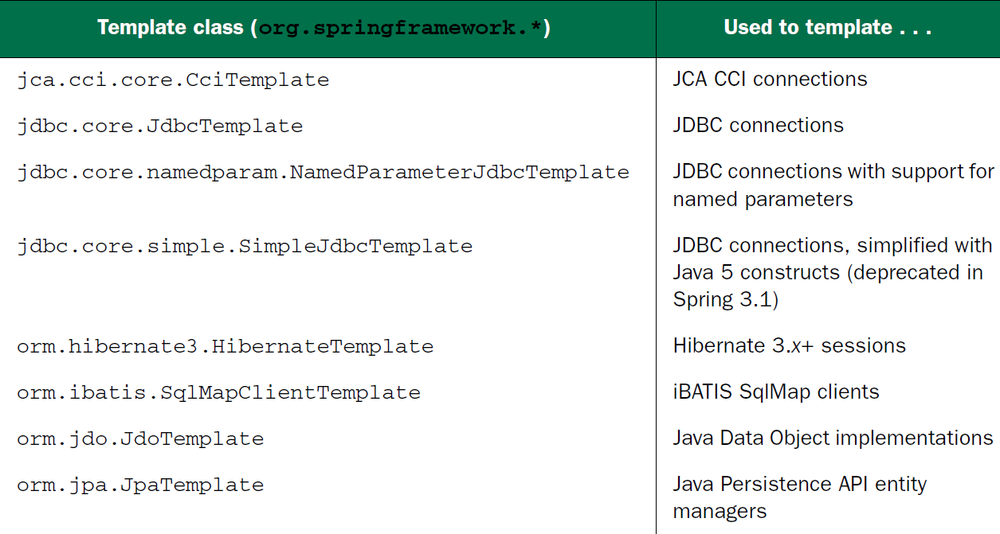 Template class (org.springframework.*) Used to template . . .
jca.cci.core.CciTemplate JCA CCI connections
jdbc.core.JdbcTemplate JDBC connections
jdbc.core.namedparam.NamedParameterJdbcTemplate JDBC connections with support for
named parameters
jdbc.core.simple.SimpleJdbcTemplate JDBC connections, simplified with
Java 5 constructs (deprecated in
Spring 3.1)
orm.hibernate3.HibernateTemplate Hibernate 3.x+ sessions
orm.ibatis.SqlMapClientTemplate iBATIS SqlMap clients
orm.jdo.JdoTemplate Java Data Object implementations
orm.jpa.JpaTemplate Java Persistence API entity
managers